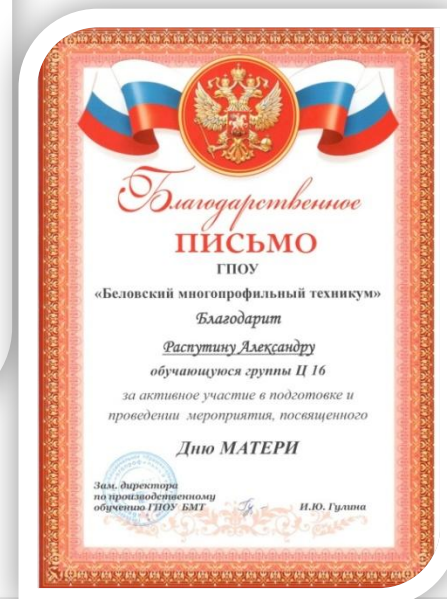 Благодарственное
ПИСЬМО
ГПОУ
«Беловский многопрофильный техникум»
Благодарит
Распутину Александру
обучающуюся группы Ц 16
за активное участие в подготовке и
проведении мероприятия, посвященного
Дню МАТЕРИ
Зам. директора
по производственному
обучению ГПОУ БМТ И.Ю. Гулина